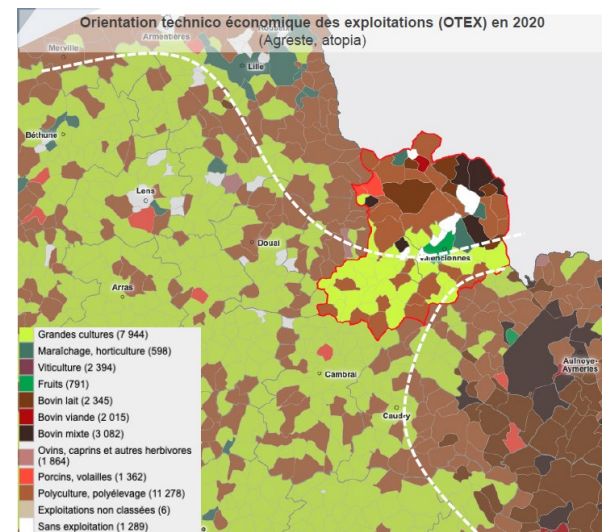 Orientation technico économique des exploitations (OTEX) en 2020
(Agreste, atopia)
Armentières
Merville
Lille
Béthune
Lens
Douai
Valenciennes
Arras
Aulnoye-
Aymeries
Cambrai
Caudry
Grandes cultures (7 944)
Maraîchage, horticulture (598)
Viticulture (2 394)
Fruits (791)
Bovin lait (2 345)
Bovin viande (2 015)
Bovin mixte (3 082)
Ovins, caprins et autres herbivores
(1 864)
Porcins, volailles (1 362)
Polyculture, polyélevage (11 278)
Exploitations non classées (6)
Sans exploitation (1 289)